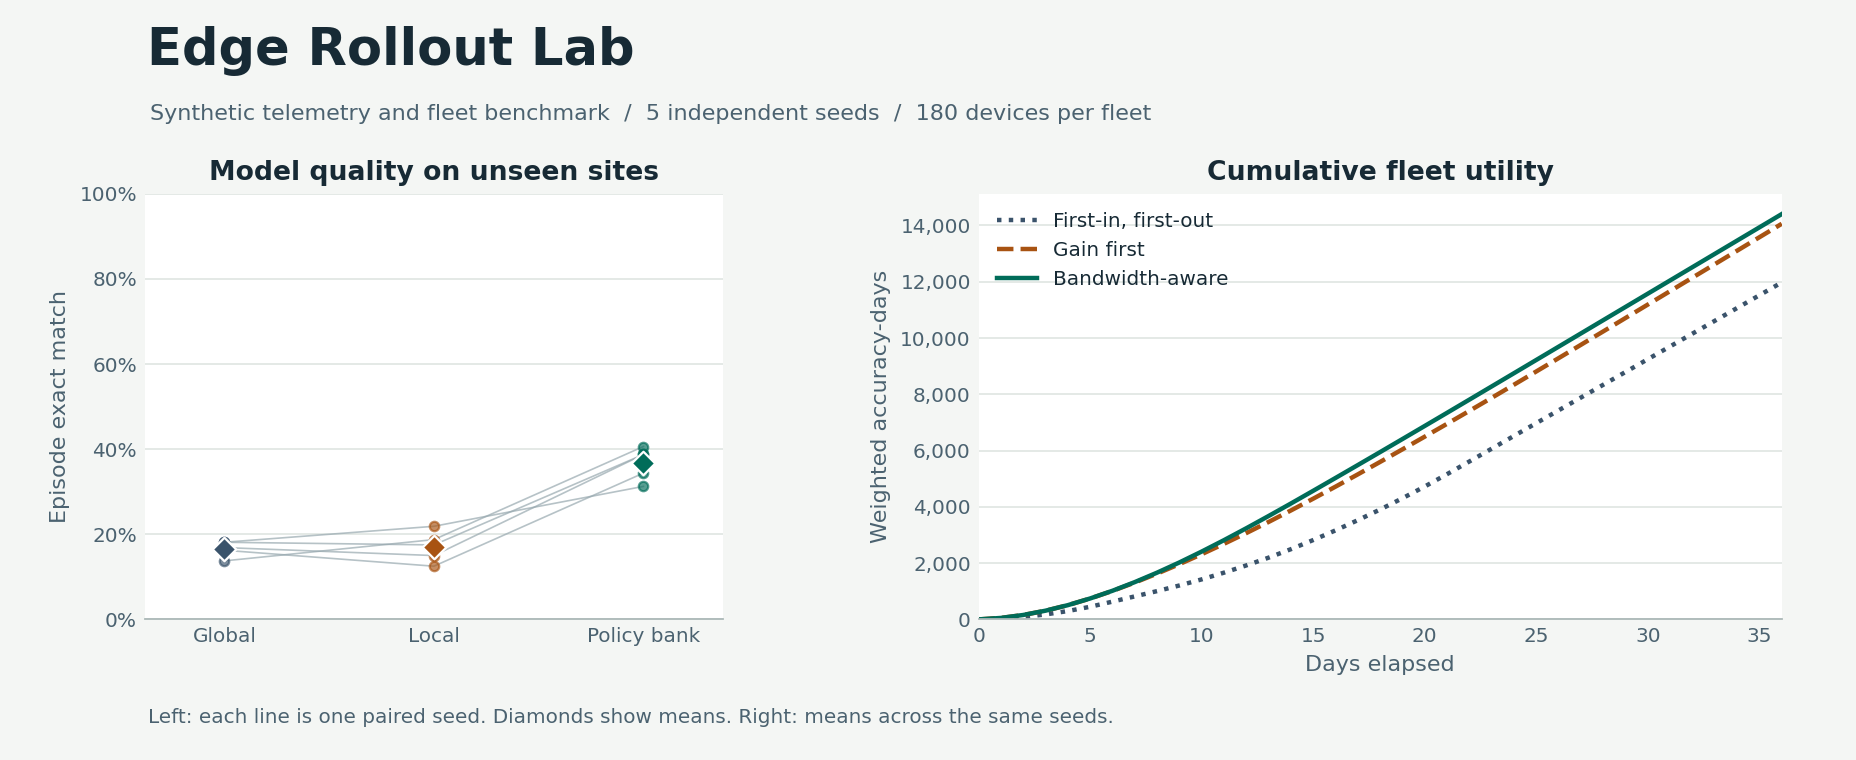 Edge Rollout Lab
Synthetic telemetry and fleet benchmark / 5 independent seeds / 180 devices per fleet
Model quality on unseen sites
Episode exact match
100%
80%
60%
40%
20%
0%
Global
Local
Policy bank
Cumulative fleet utility
Weighted accuracy-days
14,000
12,000
10,000
8,000
6,000
4,000
2,000
0
First-in, first-out
Gain first
Bandwidth-aware
0
5
10
15
20
25
30
35
Days elapsed
Left: each line is one paired seed. Diamonds show means. Right: means across the same seeds.